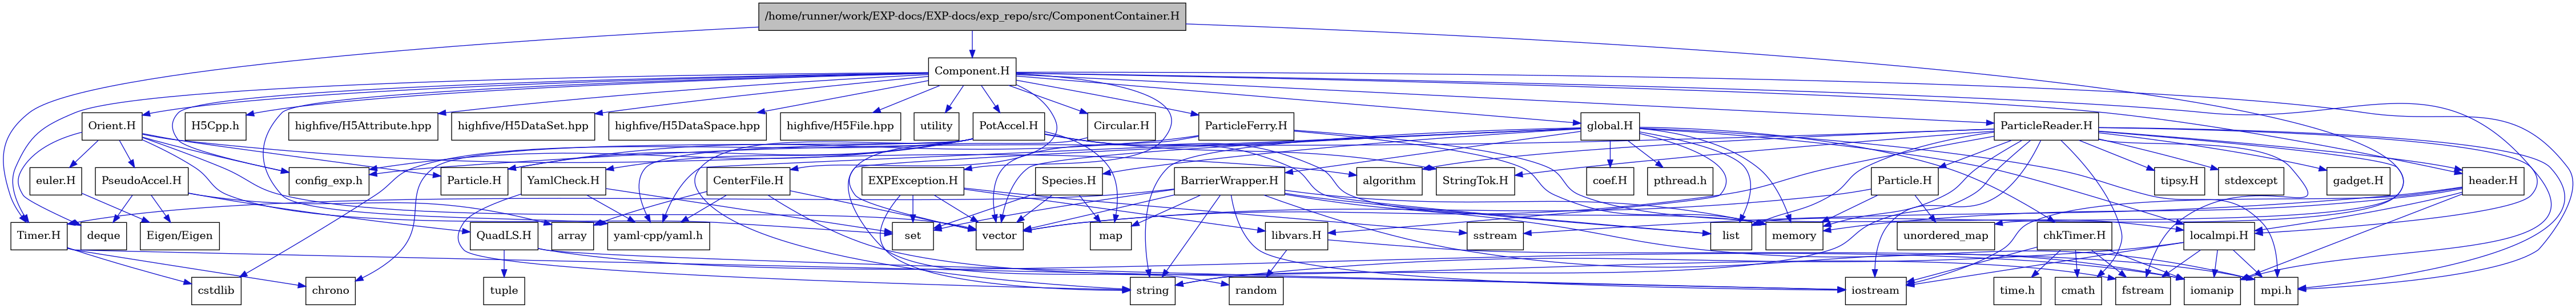 /home/runner/work/EXP-docs/EXP-docs/exp_repo/src/ComponentContainer.H
Component.H
Orient.H
H5Cpp.h
highfive/H5Attribute.hpp
highfive/H5DataSet.hpp
highfive/H5DataSpace.hpp
highfive/H5File.hpp
utility
PotAccel.H
Circular.H
ParticleFerry.H
global.H
ParticleReader.H
euler.H
PseudoAccel.H
config_exp.h
Particle.H
YamlCheck.H
CenterFile.H
EXPException.H
Species.H
algorithm
StringTok.H
BarrierWrapper.H
coef.H
pthread.h
Particle.H
tipsy.H
stdexcept
gadget.H
header.H
Timer.H
deque
Eigen/Eigen
QuadLS.H
array
yaml-cpp/yaml.h
set
vector
map
libvars.H
sstream
list
memory
unordered_map
chkTimer.H
localmpi.H
cstdlib
chrono
tuple
random
string
iostream
time.h
cmath
fstream
iomanip
mpi.h